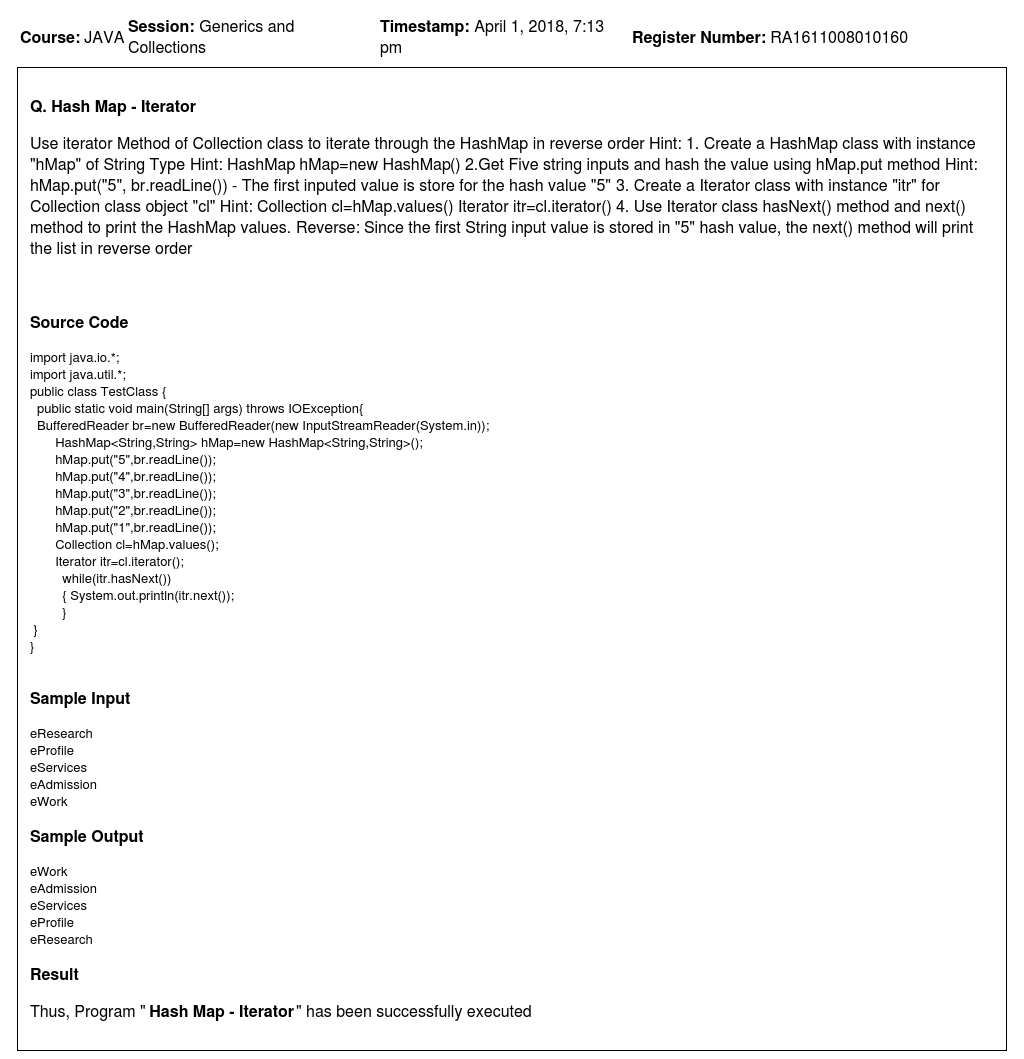 Course: JAVA Session: Generics and Collections Timestamp: April 1, 2018, 7:13 pm Register Number: RA1611008010160
Q. Hash Map - Iterator
Use iterator Method of Collection class to iterate through the HashMap in reverse order Hint: 1. Create a HashMap class with instance
"hMap" of String Type Hint: HashMap hMap=new HashMap() 2.Get Five string inputs and hash the value using hMap.put method Hint:
hMap.put("5", br.readLine()) - The first inputed value is store for the hash value "5" 3. Create a Iterator class with instance "itr" for
Collection class object "cl" Hint: Collection cl=hMap.values() Iterator itr=cl.iterator() 4. Use Iterator class hasNext() method and next()
method to print the HashMap values. Reverse: Since the first String input value is stored in "5" hash value, the next() method will print
the list in reverse order
Source Code
import java.io.*;
import java.util.*;
public class TestClass {
public static void main(String[] args) throws IOException{
BufferedReader br=new BufferedReader(new InputStreamReader(System.in));
HashMap<String,String> hMap=new HashMap<String,String>();
hMap.put("5",br.readLine());
hMap.put("4",br.readLine());
hMap.put("3",br.readLine());
hMap.put("2",br.readLine());
hMap.put("1",br.readLine());
Collection cl=hMap.values();
Iterator itr=cl.iterator();
while(itr.hasNext())
{ System.out.println(itr.next());
}
}
}
Sample Input
eResearch
eProfile
eServices
eAdmission
eWork
Sample Output
eWork
eAdmission
eServices
eProfile
eResearch
Result
Thus, Program " Hash Map - Iterator" has been successfully executed